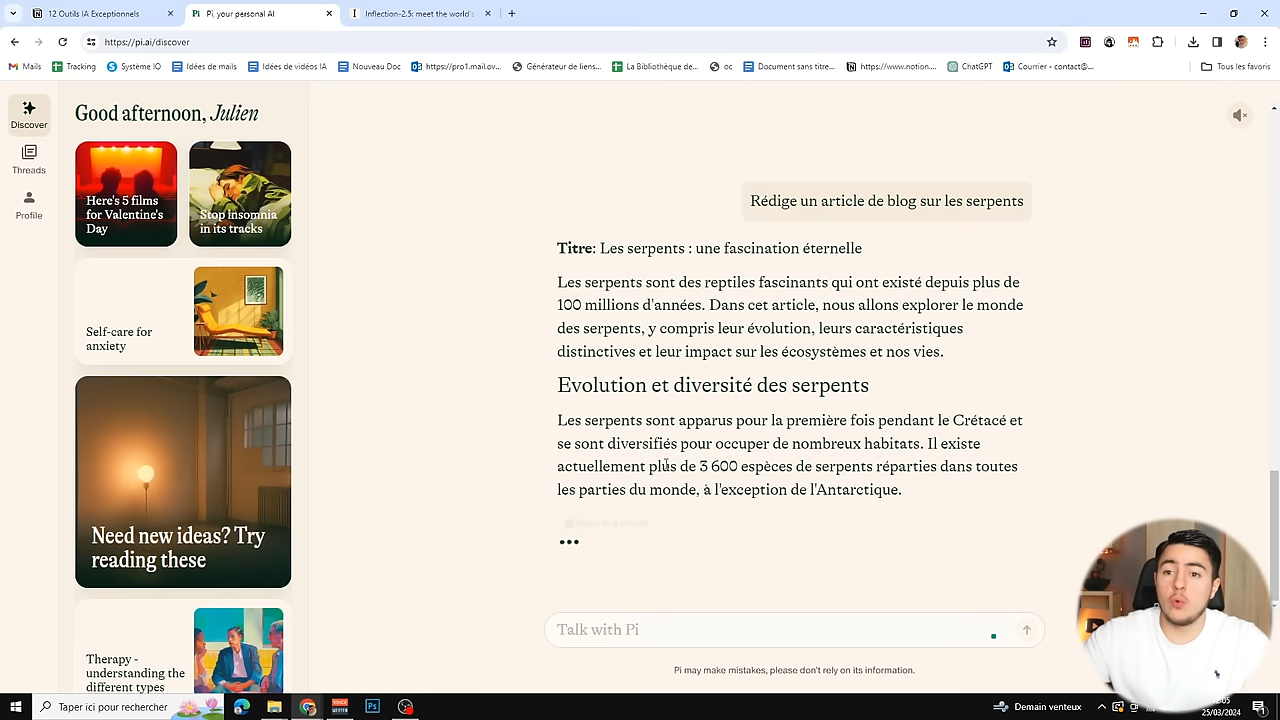 12 Outils IA Exceptionnels
Pi, your personal AI
Inflection-2.5: meet the world's
https://pi.ai/discover
Mails
Tracking
Système IO
Idées de mails
Idées de vidéos IA
Nouveau Doc
https://pro1.mail.ov...
Générateur de liens...
La Bibliothèque de...
oc
Document sans titre...
https://www.notion....
ChatGPT
Courrier - contact@...
Tous les favoris
Discover
Threads
Profile
Good afternoon, Julien
Here's 5 films
for Valentine's
Day
Stop insomnia
in its tracks
Self-care for
anxiety
Need new ideas? Try
reading these
Therapy -
understanding the
different types
Rédige un article de blog sur les serpents
Titre: Les serpents : une fascination éternelle
Les serpents sont des reptiles fascinants qui ont existé depuis plus de
100 millions d'années. Dans cet article, nous allons explorer le monde
des serpents, y compris leur évolution, leurs caractéristiques
distinctives et leur impact sur les écosystèmes et nos vies.
Evolution et diversité des serpents
Les serpents sont apparus pour la première fois pendant le Crétacé et
se sont diversifiés pour occuper de nombreux habitats. Il existe
actuellement plus de 3 600 espèces de serpents réparties dans toutes
les parties du monde, à l'exception de l'Antarctique.
Talk with Pi
Pi may make mistakes, please don't rely on its information.
Taper ici pour rechercher
Demain venteux
25/03/2024